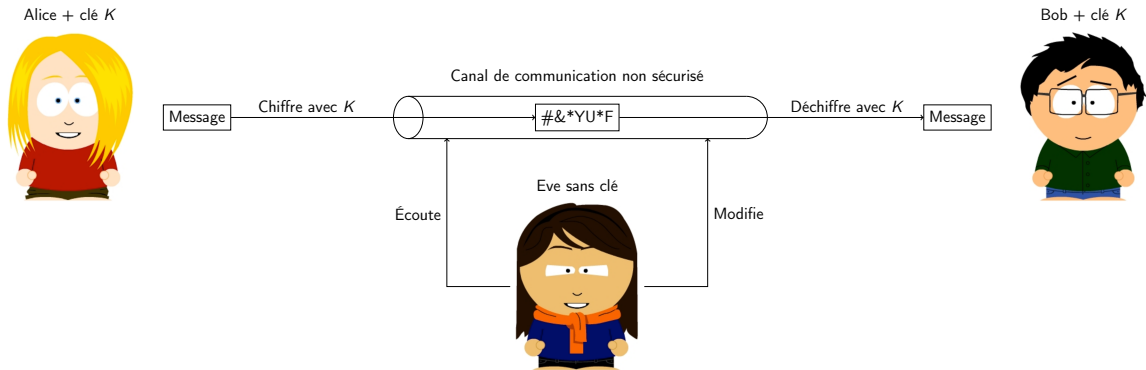 Alice + clé K
Bob + clé K
Canal de communication non sécurisé
Message
Chiffre avec K
#&*YU*F
Déchiffre avec K
Message
Eve sans clé
Écoute
Modifie